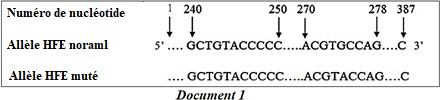 Numéro de nucléotide 1 240 250 270 278 387
Allèle HFE noraml 5’ .... GCTGTACCCCC.....ACGTGCCAG....C 3’
Allèle HFE muté .... GCTGTACCCCC.....ACGTACCAG....C
Document 1